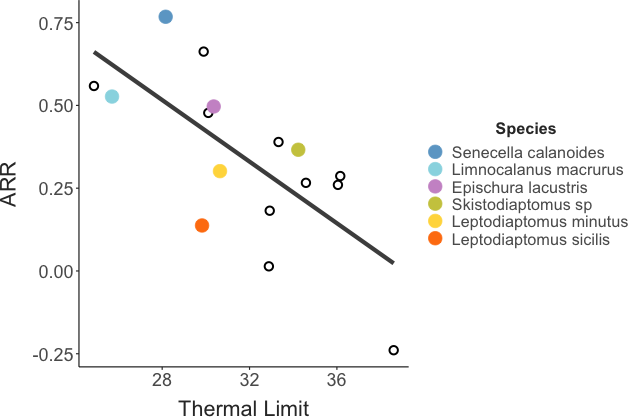 0.75
0.50
0.25
0.00
-0.25
ARR
28 32 36
Thermal Limit
Species
Senecella calanoides
Limnocalanus macrurus
Epischura lacustris
Skistodiaptomus sp
Leptodiaptomus minutus
Leptodiaptomus sicilis